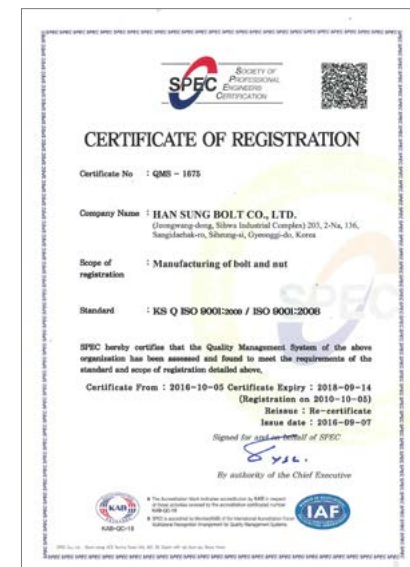 SPEC
SOCIETY OF
PROFESSIONAL
ENGINEERS
CERTIFICATION
CERTIFICATE OF REGISTRATION
Certificate No : QMS - 1675
Company Name : HAN SUNG BOLT CO., LTD.
(Jeongwang-dong, Sihwa Industrial Complex) 203, 2-Na, 136,
Sangidaehak-ro, Siheung-si, Gyeonggi-do, Korea
Scope of : Manufacturing of bolt and nut
registration
Standard : KS Q ISO 9001:2009 / ISO 9001:2008
SPEC hereby certifies that the Quality Management System of the above
organization has been assessed and found to meet the requirements of the
standard and scope of registration detailed above,
Certificate From : 2016-10-05 Certificate Expiry : 2018-09-14
(Registration on 2010-10-05)
Reissue : Re-certificate
Issue date : 2016-09-07
Signed for and on behalf of SPEC
By authority of the Chief Executive
KAB
KAB-QC-18
IAF